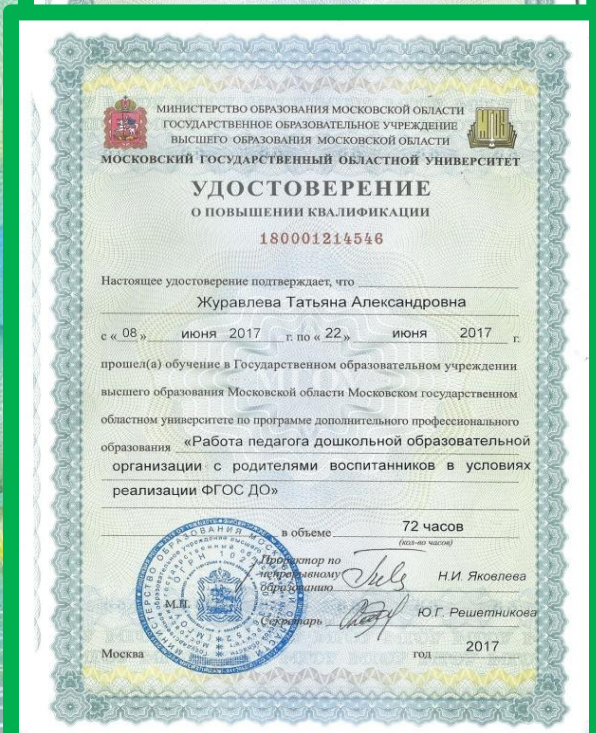 МИНИСТЕРСТВО ОБРАЗОВАНИЯ МОСКОВСКОЙ ОБЛАСТИ
ГОСУДАРСТВЕННОЕ ОБРАЗОВАТЕЛЬНОЕ УЧРЕЖДЕНИЕ
ВЫСШЕГО ОБРАЗОВАНИЯ МОСКОВСКОЙ ОБЛАСТИ
МОСКОВСКИЙ ГОСУДАРСТВЕННЫЙ ОБЛАСТНОЙ УНИВЕРСИТЕТ
УДОСТОВЕРЕНИЕ
О ПОВЫШЕНИИ КВАЛИФИКАЦИИ
180001214546
Настоящее удостоверение подтверждает, что
Журавлева Татьяна Александровна
с « 08 » июня 2017 г. по « 22 » июня 2017 г.
прошел(а) обучение в Государственном образовательном учреждении
высшего образования Московской области Московском государственном
областном университете по программе дополнительного профессионального
образования «Работа педагога дошкольной образовательной
организации с родителями воспитанников в условиях
реализации ФГОС ДО»
в объеме 72 часов
(кол-во часов)
Проректор по
непрерывному
образованию Н.И. Яковлева
М.П.
Секретарь Ю.Г. Решетникова
Москва год 2017